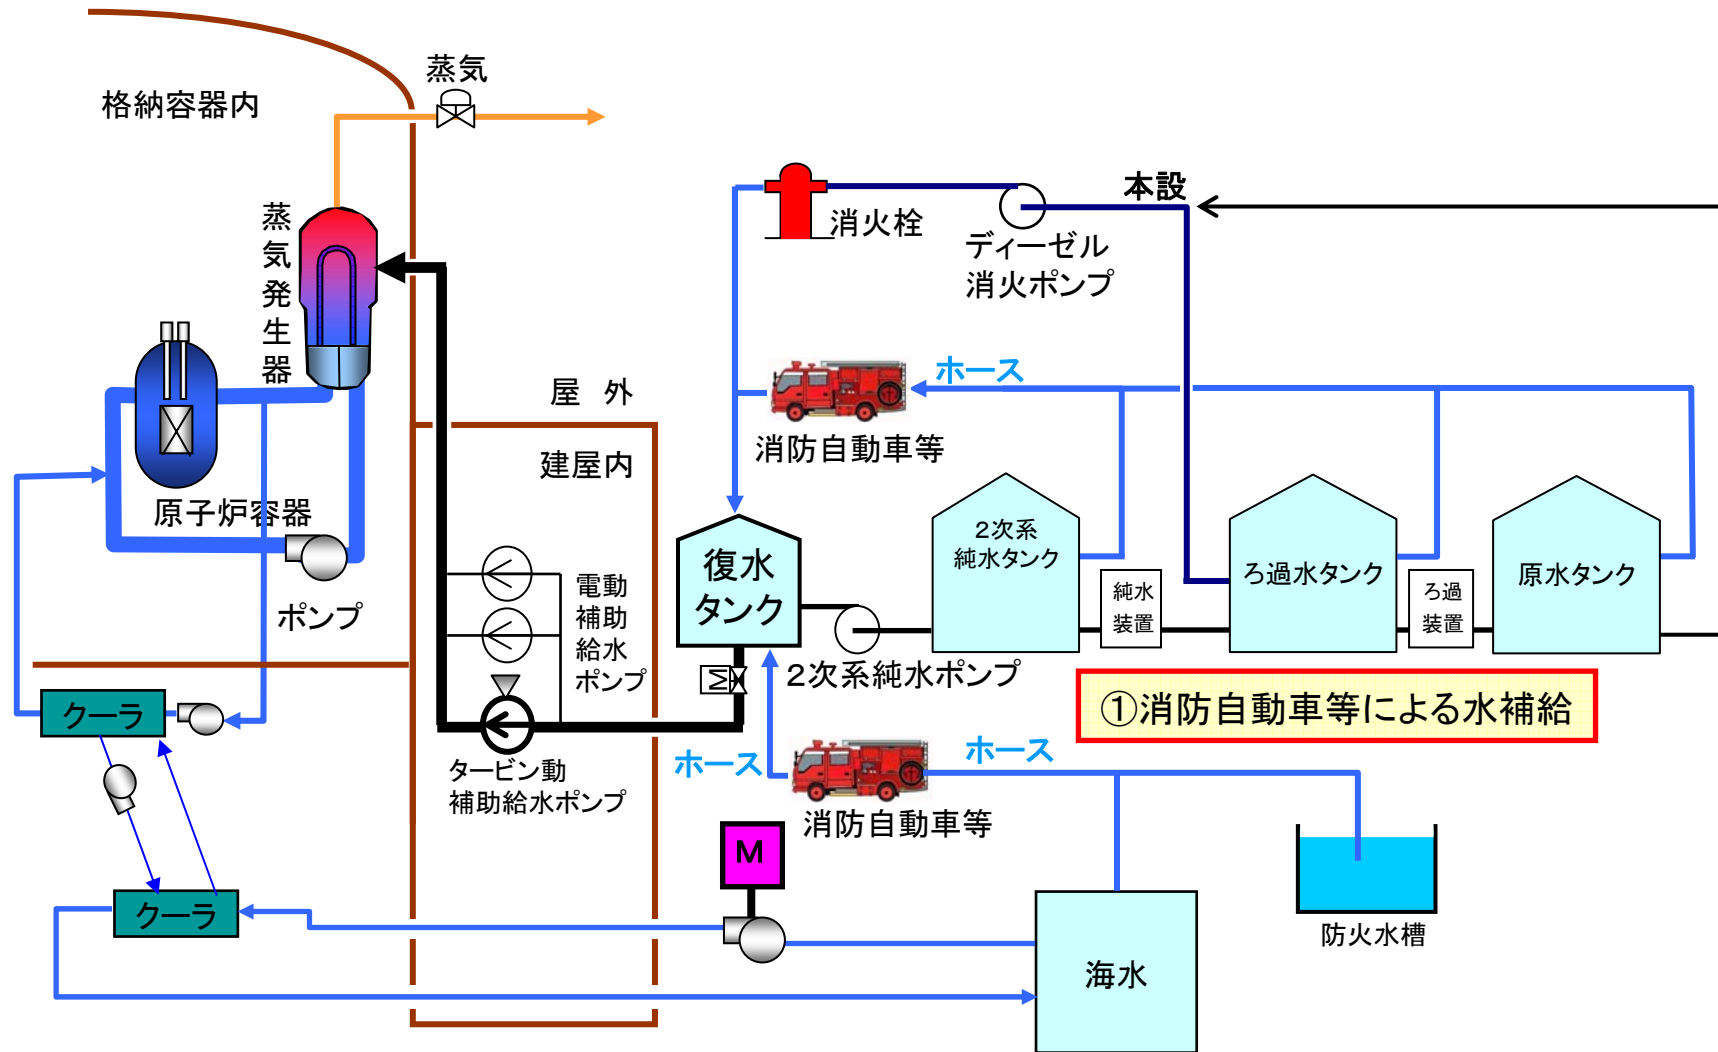 蒸気
格納容器内
本設
消火栓
ディーゼル
消火ポンプ
蒸気発生器
ホース
屋 外
消防自動車等
建屋内
原子炉容器
2次系
純水タンク
復水
タンク
ろ過水タンク
原水タンク
電動
補助
給水
ポンプ
純水
装置
ろ過
装置
ポンプ
2次系純水ポンプ
M
①消防自動車等による水補給
クーラ
ホース
ホース
タービン動
補助給水ポンプ
消防自動車等
M
クーラ
防火水槽
海水